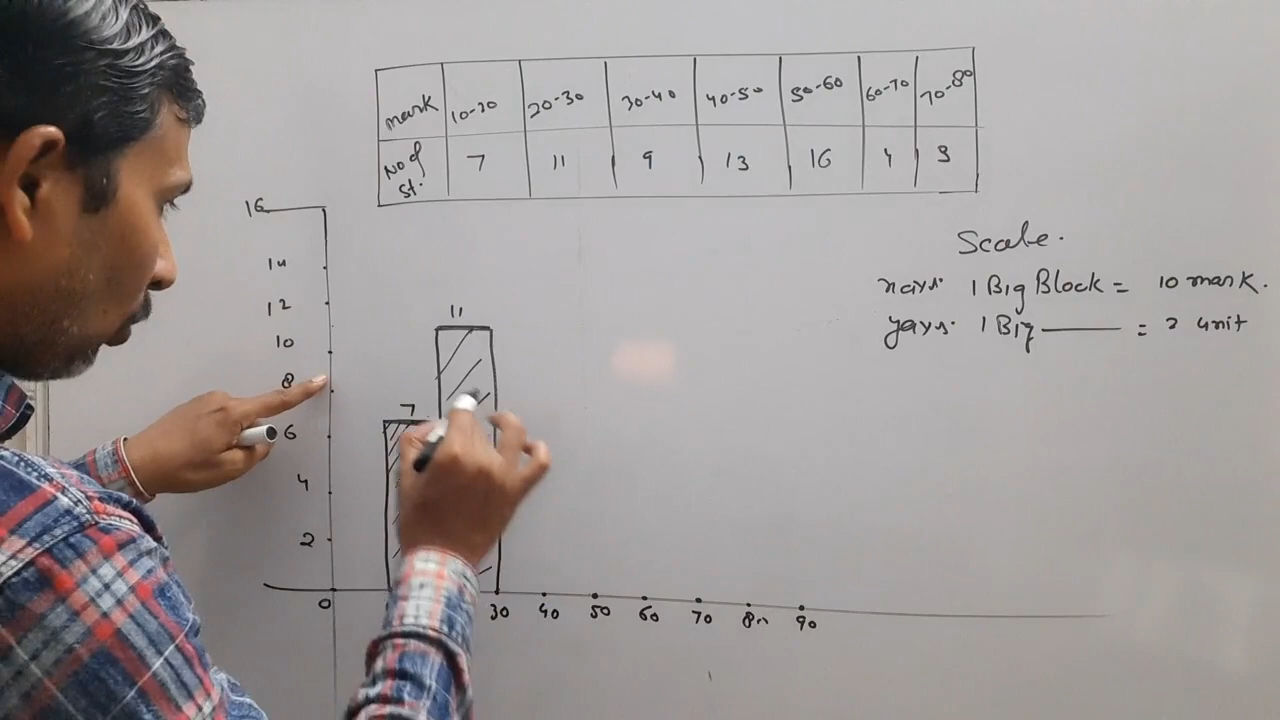 mark 10-20 20-30 30-40 40-50 50-60 60-70 70-80
No of st. 7 11 9 13 16 4 3
Scale.
xaxis: 1 Big Block = 10 mark.
yaxis. 1 Big —— = 2 unit
16
14
12
10
8
6
4
2
11
7
0 30 40 50 60 70 80 90